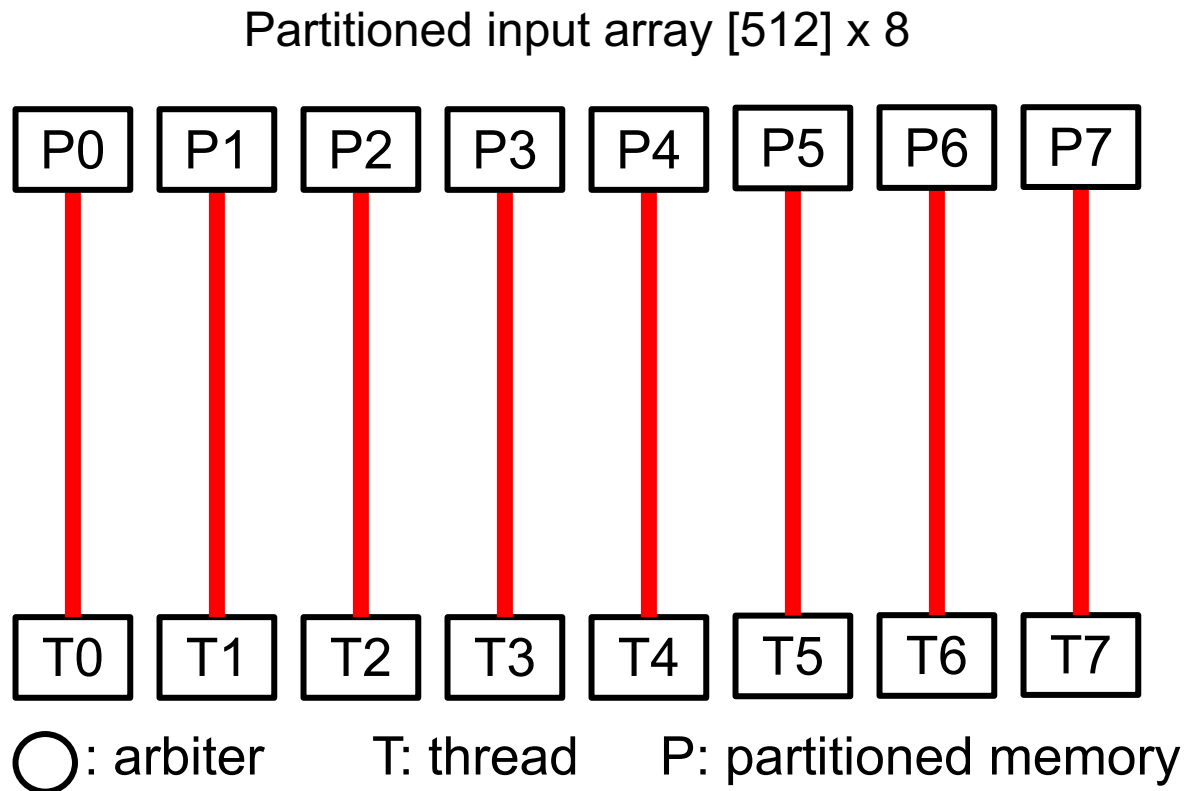 Partitioned input array [512] x 8
P0 P1 P2 P3 P4 P5 P6 P7
T0 T1 T2 T3 T4 T5 T6 T7
: arbiter T: thread P: partitioned memory